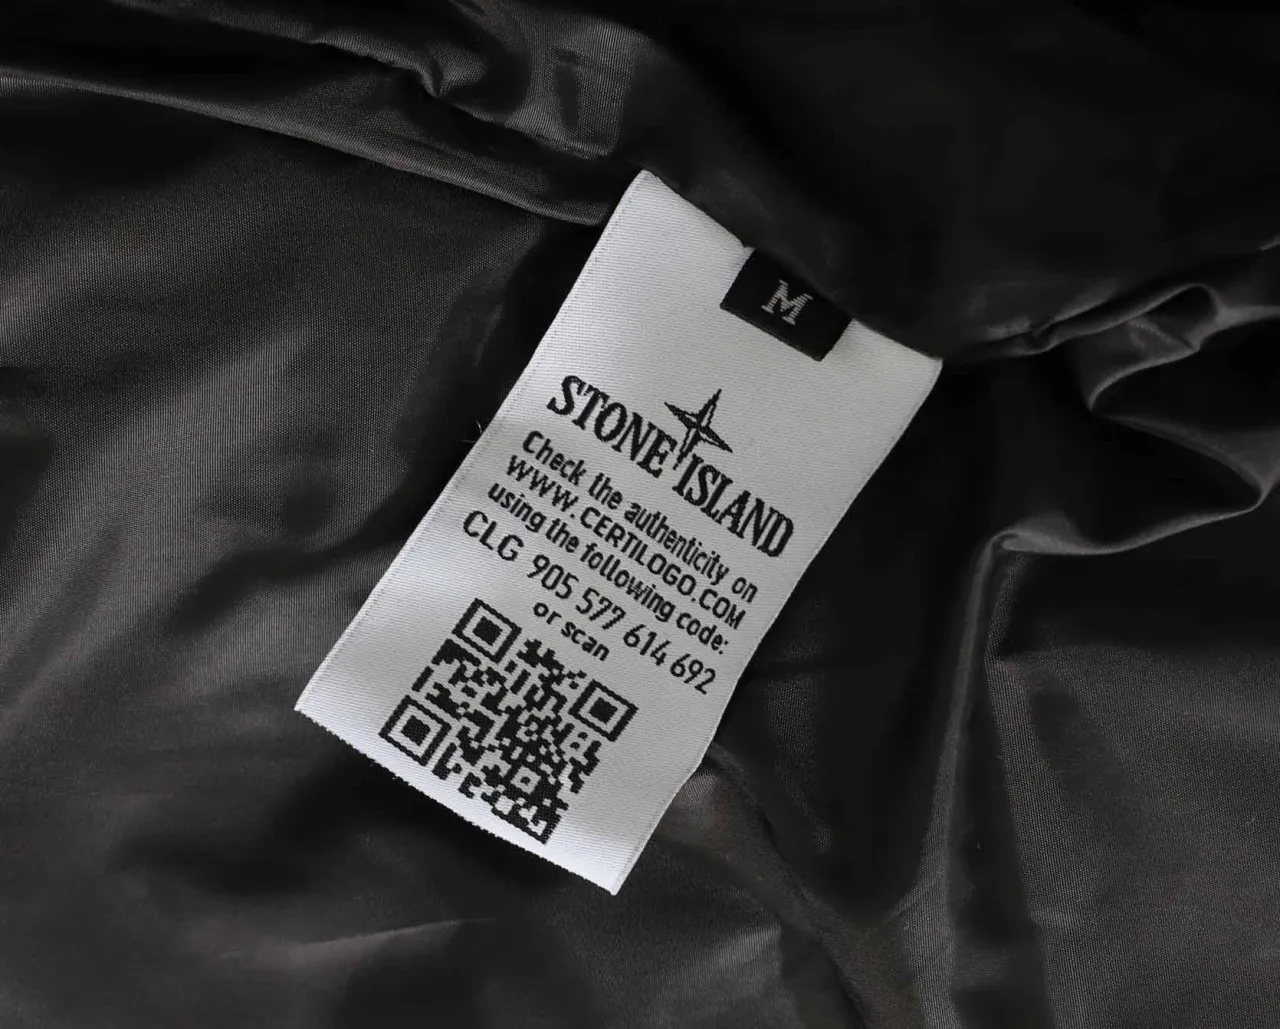 M
STONE ISLAND
Check the authenticity on
WWW.CERTILOGO.COM
using the following code:
CLG 905 577 614 692
or scan